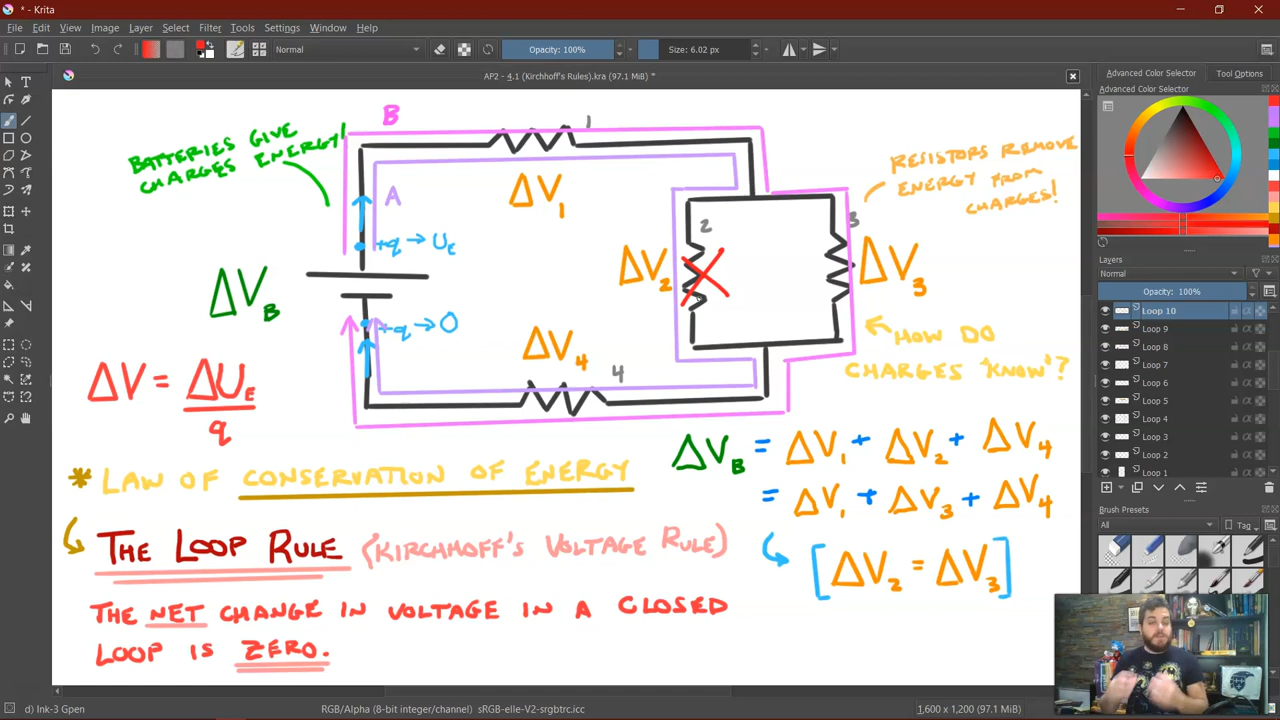 * - Krita
File Edit View Image Layer Select Filter Tools Settings Window Help
Normal Opacity: 100% Size: 6.02 px
AP2 - 4.1 (Kirchhoff's Rules).kra (97.1 MiB) *
Advanced Color Selector Tool Options
BATTERIES GIVE
CHARGES ENERGY!
B
1
A
ΔV1
+q → UE
ΔVB
+q → 0
2
ΔV2
3
ΔV3
RESISTORS REMOVE
ENERGY FROM
CHARGES!
ΔV4
4
HOW DO
CHARGES "KNOW"?
ΔV = ΔUE
q
ΔVB = ΔV1 + ΔV2 + ΔV4
= ΔV1 + ΔV3 + ΔV4
[ΔV2 = ΔV3]
* LAW OF CONSERVATION OF ENERGY
THE LOOP RULE (KIRCHHOFF'S VOLTAGE RULE)
THE NET CHANGE IN VOLTAGE IN A CLOSED
LOOP IS ZERO.
Layers
Normal
Opacity: 100%
Loop 10
Loop 9
Loop 8
Loop 7
Loop 6
Loop 5
Loop 4
Loop 3
Loop 2
Loop 1
Brush Presets
All Tag
d) Ink-3 Gpen
RGB/Alpha (8-bit integer/channel) sRGB-elle-V2-srgbtrc.icc
1,600 x 1,200 (97.1 MiB)